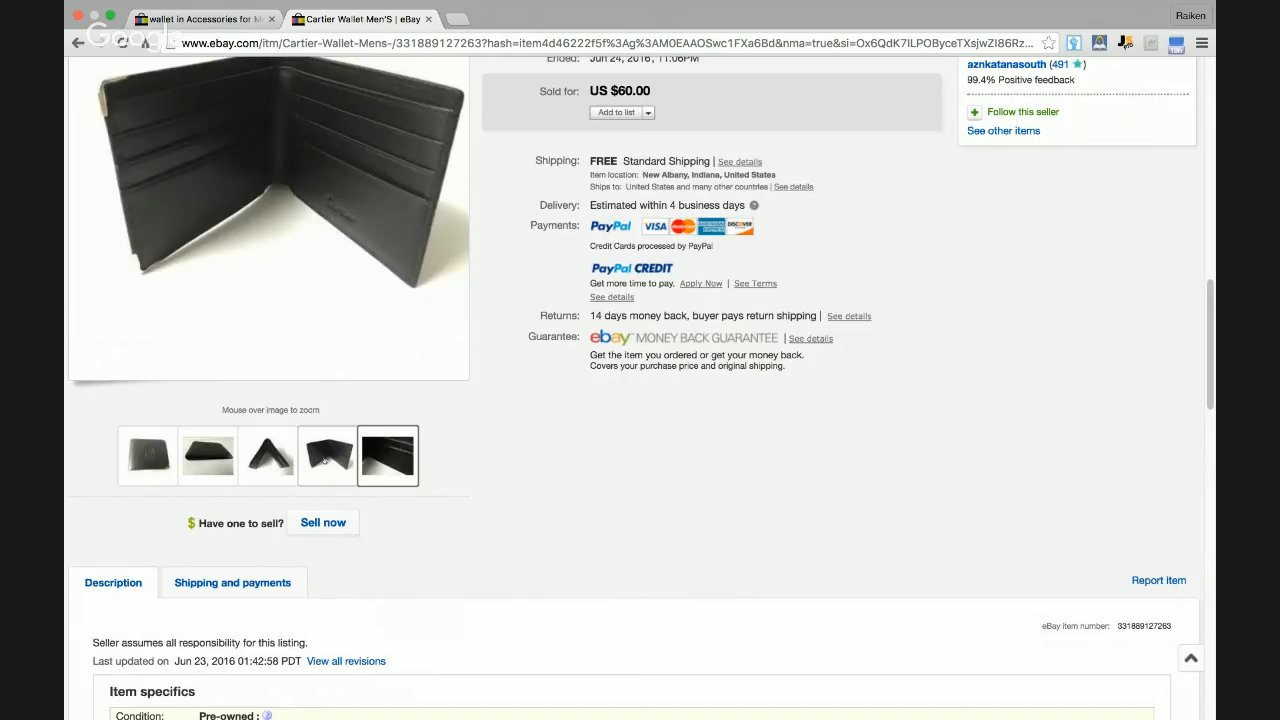 wallet in Accessories for M
Cartier Wallet Men'S | eBay
Raiken
Google
www.ebay.com/itm/Cartier-Wallet-Mens-/331889127263?hash=item4d46222f5f%3Ag%3AM0EAAOSwc1FXa6Bd&nma=true&si=Ox6QdK7ILPOByceTXsjwZI86Rz...
Ended: Jun 24, 2016, 11:06PM
aznkatanasouth (491 )
99.4% Positive feedback
Sold for: US $60.00
Add to list
Follow this seller
See other items
Shipping: FREE Standard Shipping | See details
Item location: New Albany, Indiana, United States
Ships to: United States and many other countries | See details
Delivery: Estimated within 4 business days
Payments: PayPal VISA DISCOVER
Credit Cards processed by PayPal
PayPal CREDIT
Get more time to pay. Apply Now | See Terms
See details
Returns: 14 days money back, buyer pays return shipping | See details
Guarantee: ebay MONEY BACK GUARANTEE | See details
Get the item you ordered or get your money back.
Covers your purchase price and original shipping.
Mouse over image to zoom
$ Have one to sell? Sell now
Description
Shipping and payments
Report item
eBay item number: 331889127263
Seller assumes all responsibility for this listing.
Last updated on Jun 23, 2016 01:42:58 PDT View all revisions
Item specifics
Condition: Pre-owned :